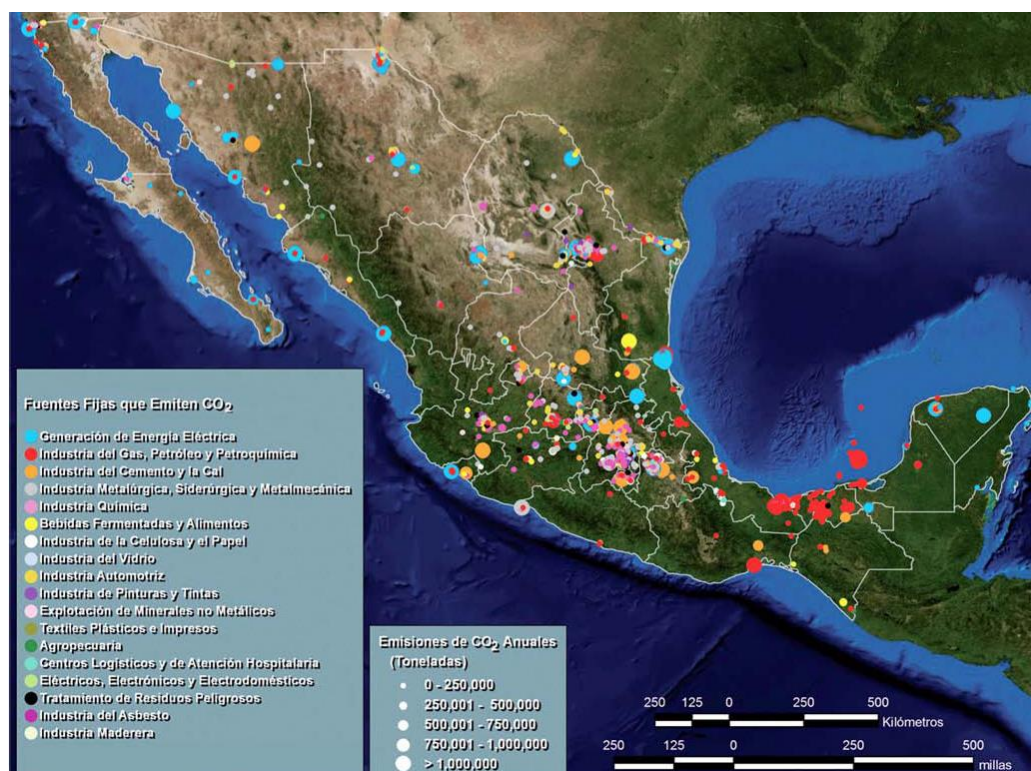 Fuentes Fijas que Emiten CO2
Generación de Energía Eléctrica
Industria del Gas, Petróleo y Petroquímica
Industria del Cemento y la Cal
Industria Metalúrgica, Siderúrgica y Metalmecánica
Industria Química
Bebidas Fermentadas y Alimentos
Industria de la Celulosa y el Papel
Industria del Vidrio
Industria Automotriz
Industria de Pinturas y Tintas
Explotación de Minerales no Metálicos
Textiles Plásticos e Impresos
Agropecuaria
Centros Logísticos y de Atención Hospitalaria
Eléctricos, Electrónicos y Electrodomésticos
Tratamiento de Residuos Peligrosos
Industria del Asbesto
Industria Maderera
Emisiones de CO2 Anuales
(Toneladas)
0 - 250,000
250,001 - 500,000
500,001 - 750,000
750,001 - 1,000,000
> 1,000,000
250 125 0 250 500
Kilómetros
250 125 0 250 500
millas